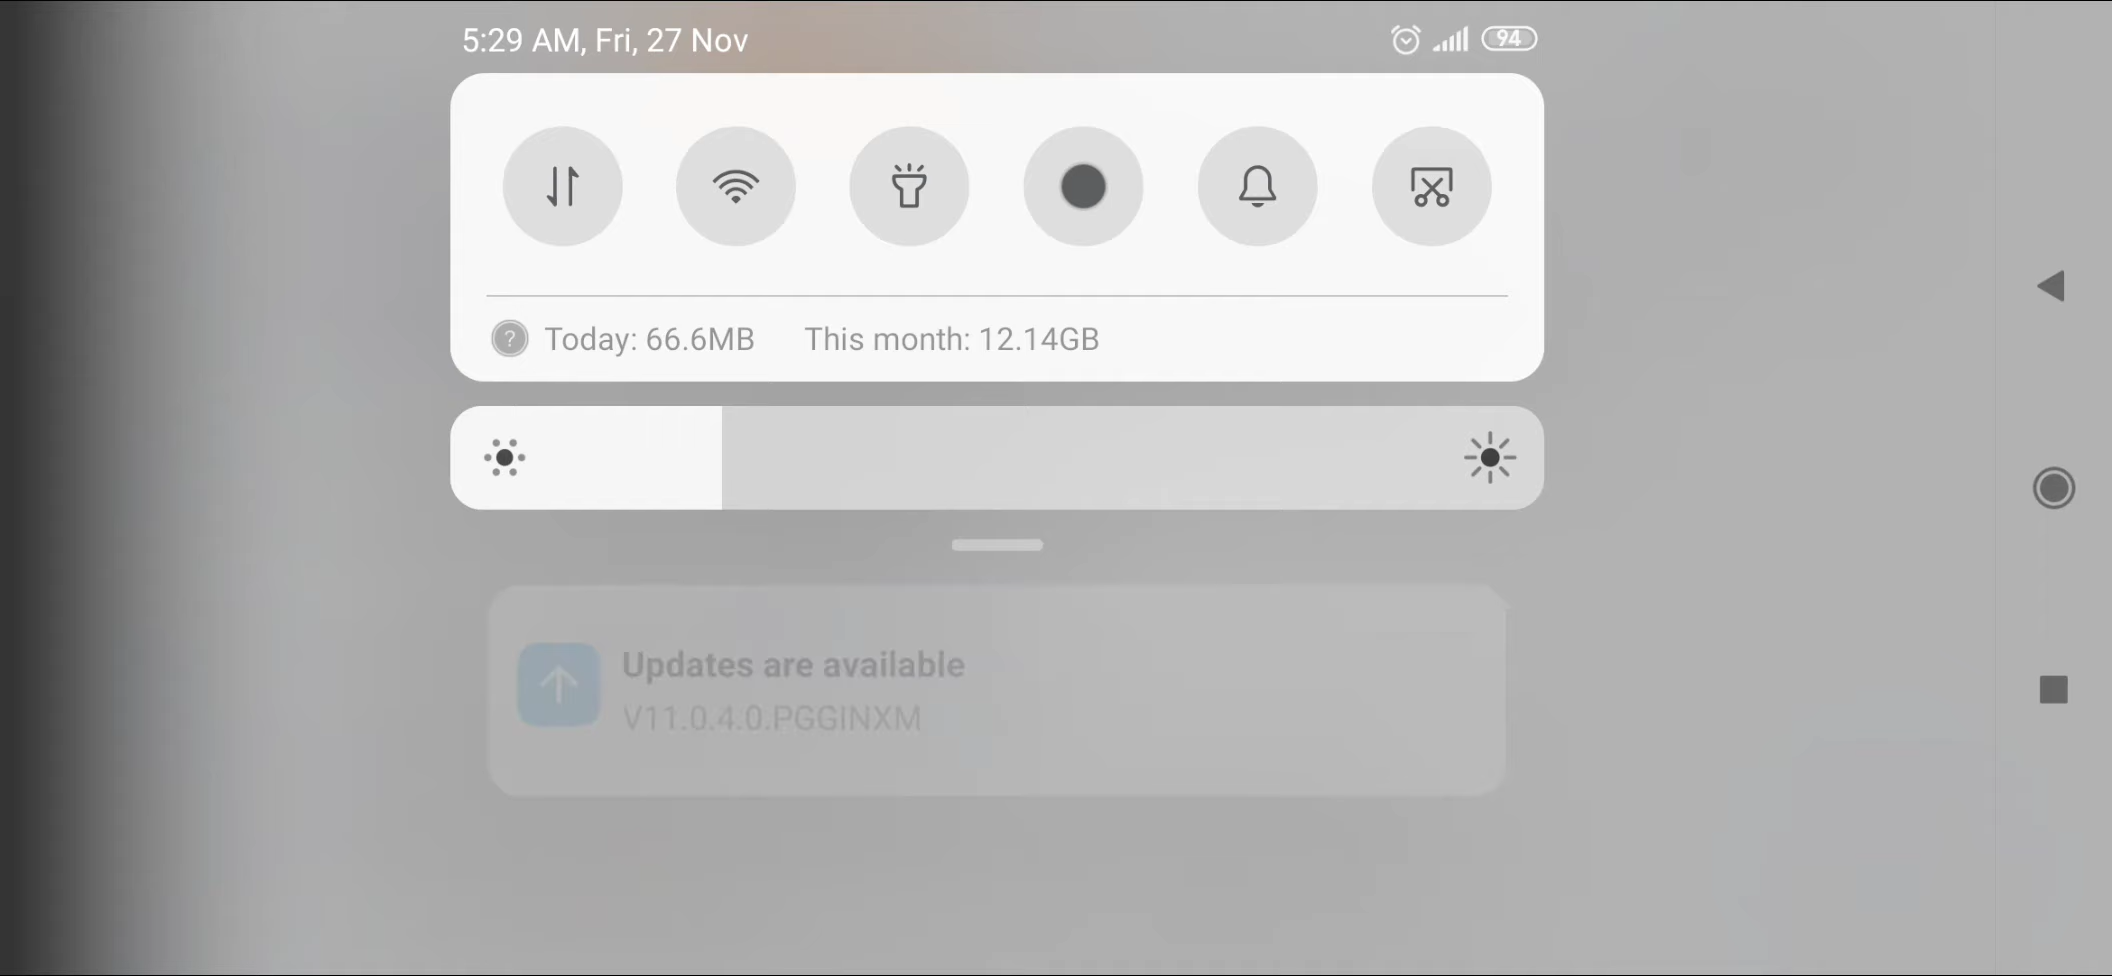 5:29 AM, Fri, 27 Nov
94
? Today: 66.6MB This month: 12.14GB
Updates are available
V11.0.4.0.PGGINXM